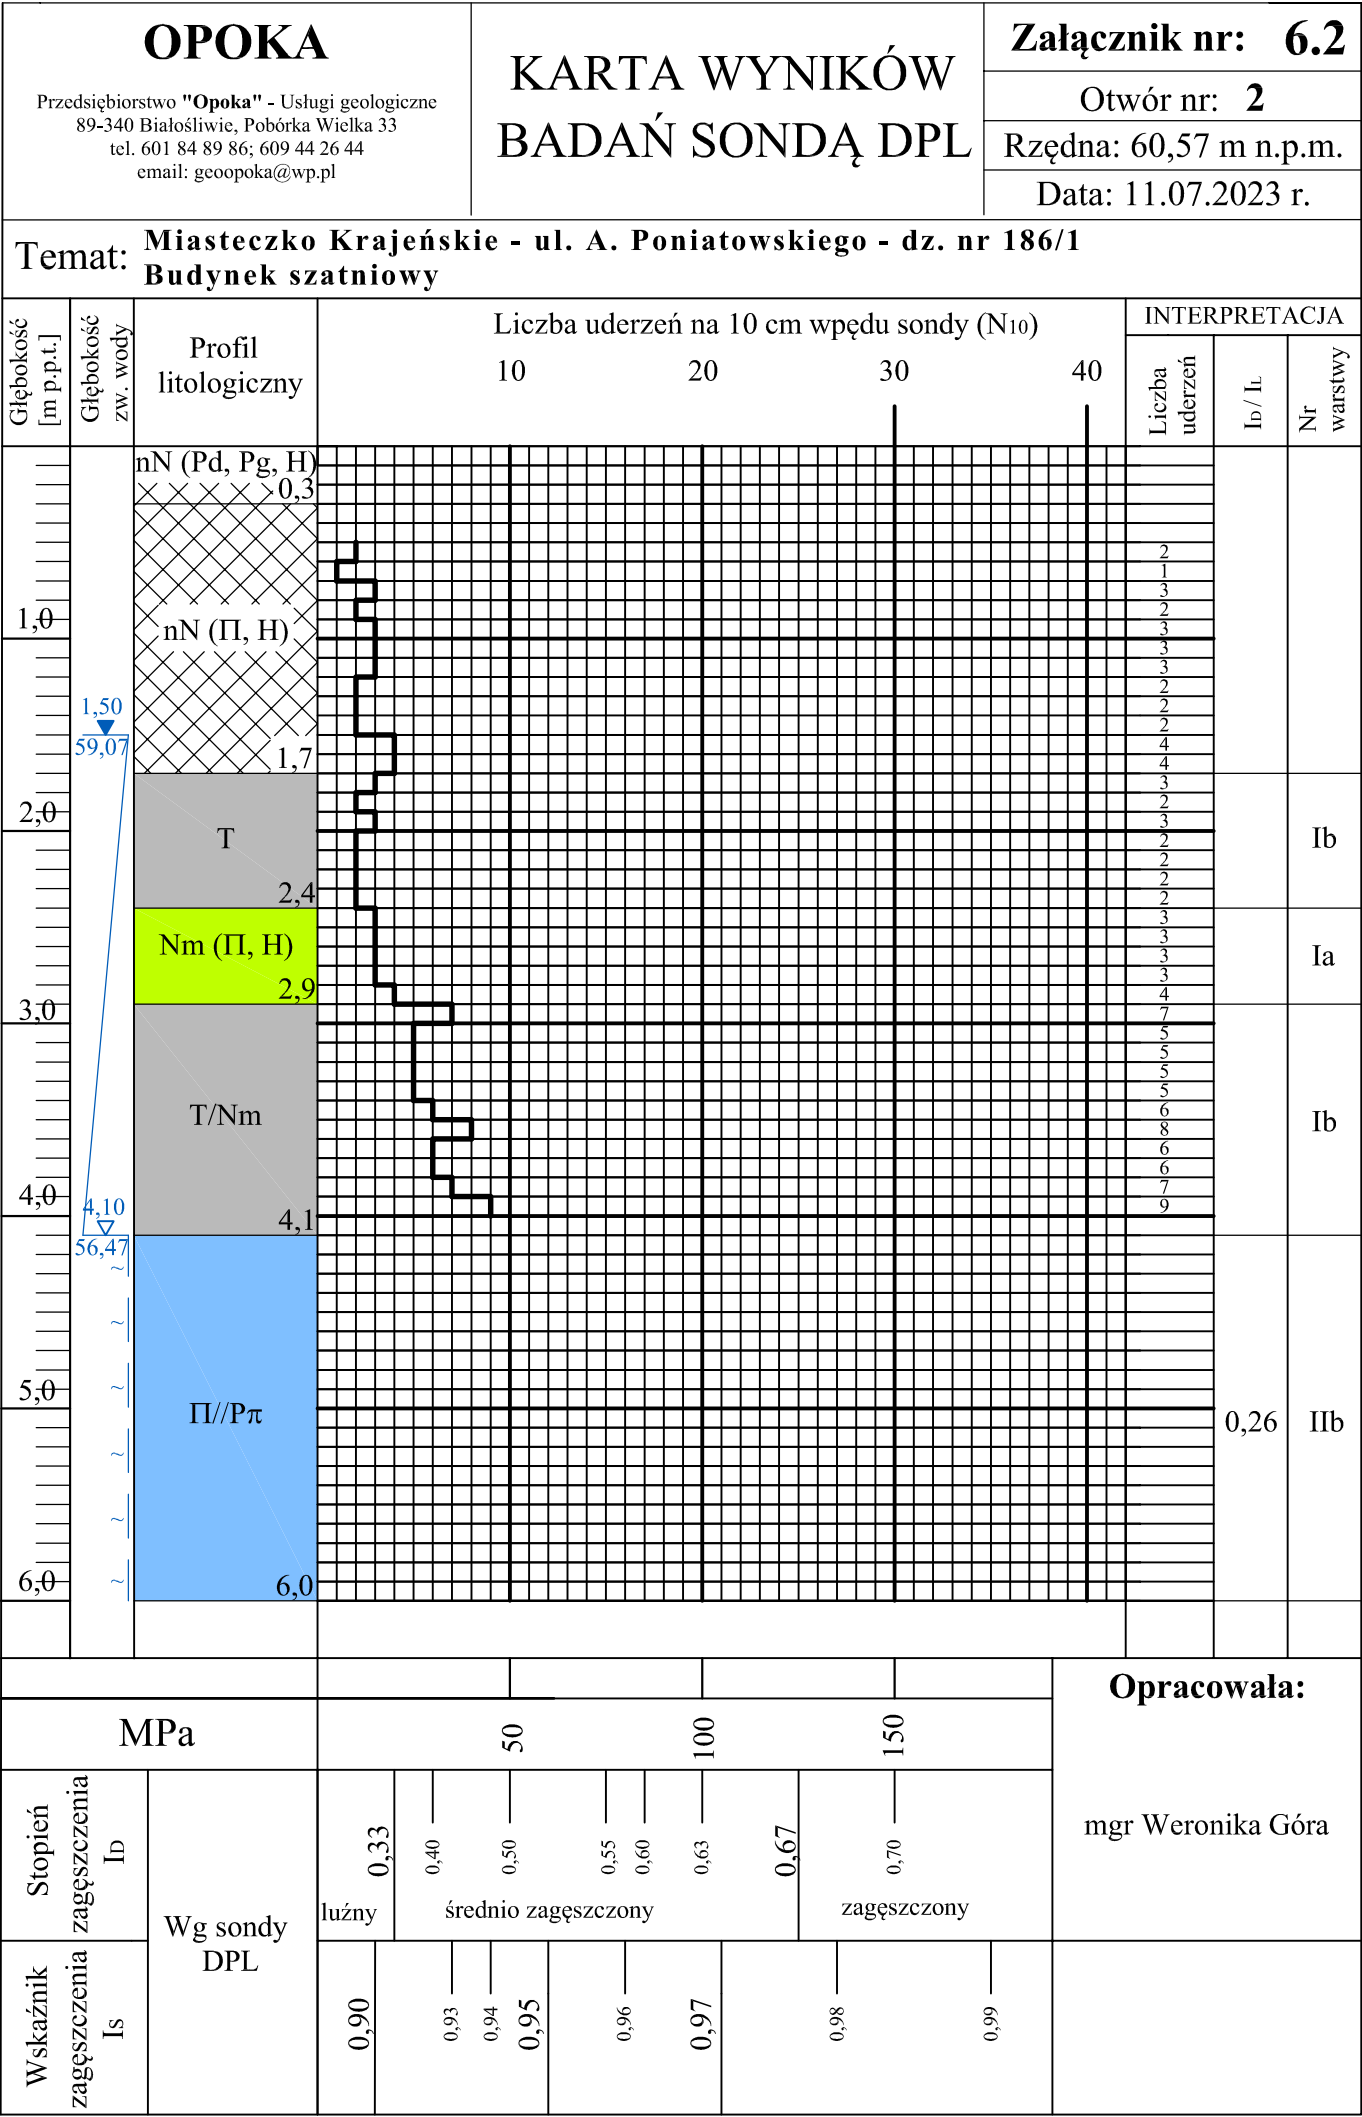 OPOKA
Przedsiębiorstwo "Opoka" - Usługi geologiczne
89-340 Białośliwie, Pobórka Wielka 33
tel. 601 84 89 86; 609 44 26 44
email: geoopoka@wp.pl
KARTA WYNIKÓW
BADAŃ SONDĄ DPL
Załącznik nr: 6.2
Otwór nr: 2
Rzędna: 60,57 m n.p.m.
Data: 11.07.2023 r.
Temat:
Miasteczko Krajeńskie - ul. A. Poniatowskiego - dz. nr 186/1
Budynek szatniowy
Głębokość
[m p.p.t.]
Głębokość
zw. wody
Profil
litologiczny
Liczba uderzeń na 10 cm wpędu sondy (N10)
10 20 30 40
INTERPRETACJA
Liczba
uderzeń
ID / IL
Nr
warstwy
nN (Pd, Pg, H)
0,3
2
1
3
2
1,0
nN (Π, H)
3
3
3
2
2
2
1,50
59,07
4
4
1,7
3
2
3
2,0
T
Ib
2
2
2
2
2,4
3
3
3
3
4
Nm (Π, H)
Ia
2,9
3,0
7
5
5
5
5
6
8
6
6
7
9
T/Nm
Ib
4,0
4,10
56,47
4,1
~
~
~
5,0
Π//Pπ
0,26
IIb
~
~
~
6,0
6,0
MPa
50
100
150
Opracowała:
mgr Weronika Góra
Stopień
zagęszczenia
ID
Wg sondy
DPL
0,33
0,40
0,50
0,55
0,60
0,63
0,67
0,70
luźny
średnio zagęszczony
zagęszczony
Wskaźnik
zagęszczenia
IS
0,90
0,93
0,94
0,95
0,96
0,97
0,98
0,99